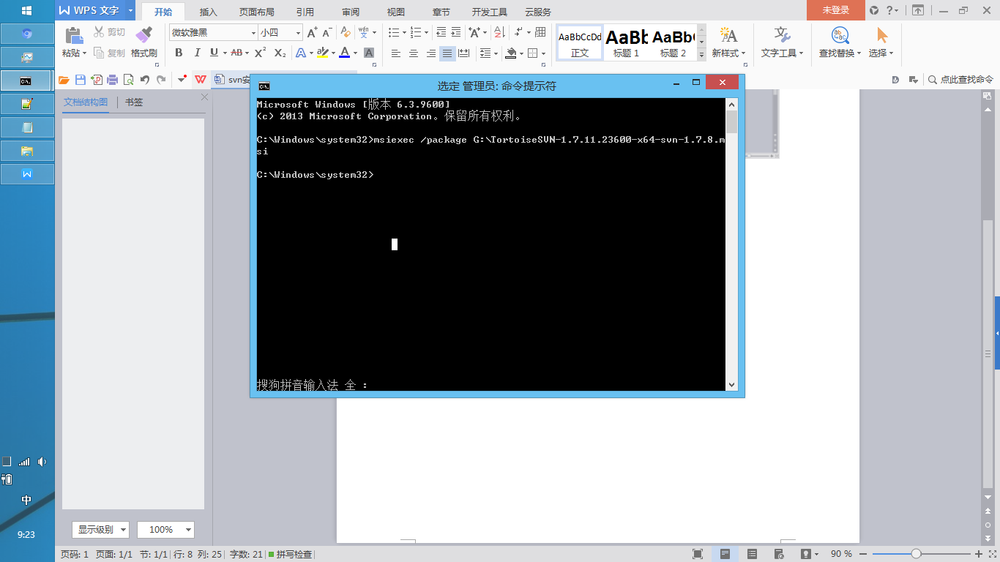 WPS 文字
开始 插入 页面布局 引用 审阅 视图 章节 开发工具 云服务
未登录
粘贴 剪切 复制 格式刷
微软雅黑 小四
AaBbCcDd
正文
标题 1
AaBb
标题 2
新样式 文字工具 查找替换 选择
点此查找命令
文档结构图 书签
选定 管理员: 命令提示符
Microsoft Windows [版本 6.3.9600]
(c) 2013 Microsoft Corporation。保留所有权利。
C:\Windows\system32>msiexec /package G:\TortoiseSVN-1.7.11.23600-x64-svn-1.7.8.m
si
C:\Windows\system32>
搜狗拼音输入法 全 :
中
9:23
显示级别 100%
页码: 1 页面: 1/1 节: 1/1 行: 8 列: 25 字数: 21 拼写检查
90 %